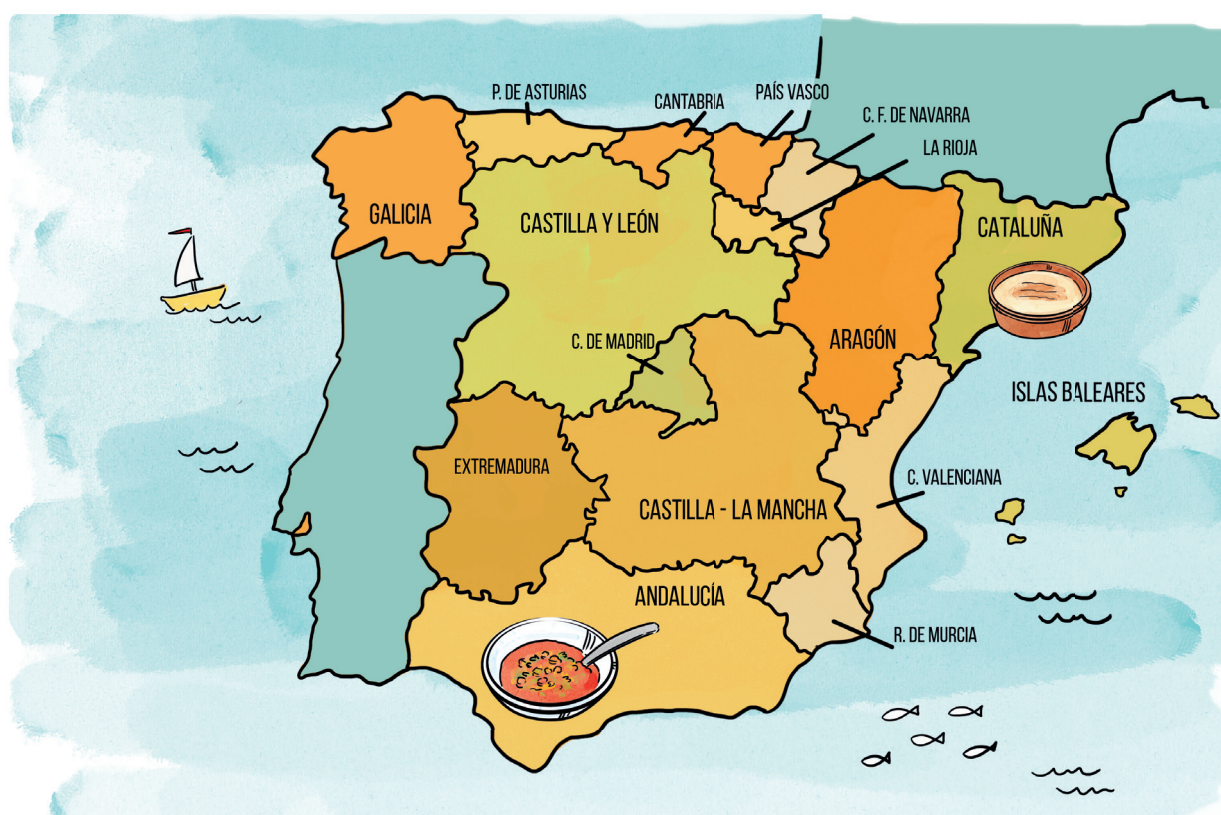 P. DE ASTURIAS
CANTABRIA
PAÍS VASCO
C. F. DE NAVARRA
LA RIOJA
GALICIA
CASTILLA Y LEÓN
CATALUÑA
C. DE MADRID
ARAGÓN
ISLAS BALEARES
EXTREMADURA
C. VALENCIANA
CASTILLA - LA MANCHA
ANDALUCÍA
R. DE MURCIA